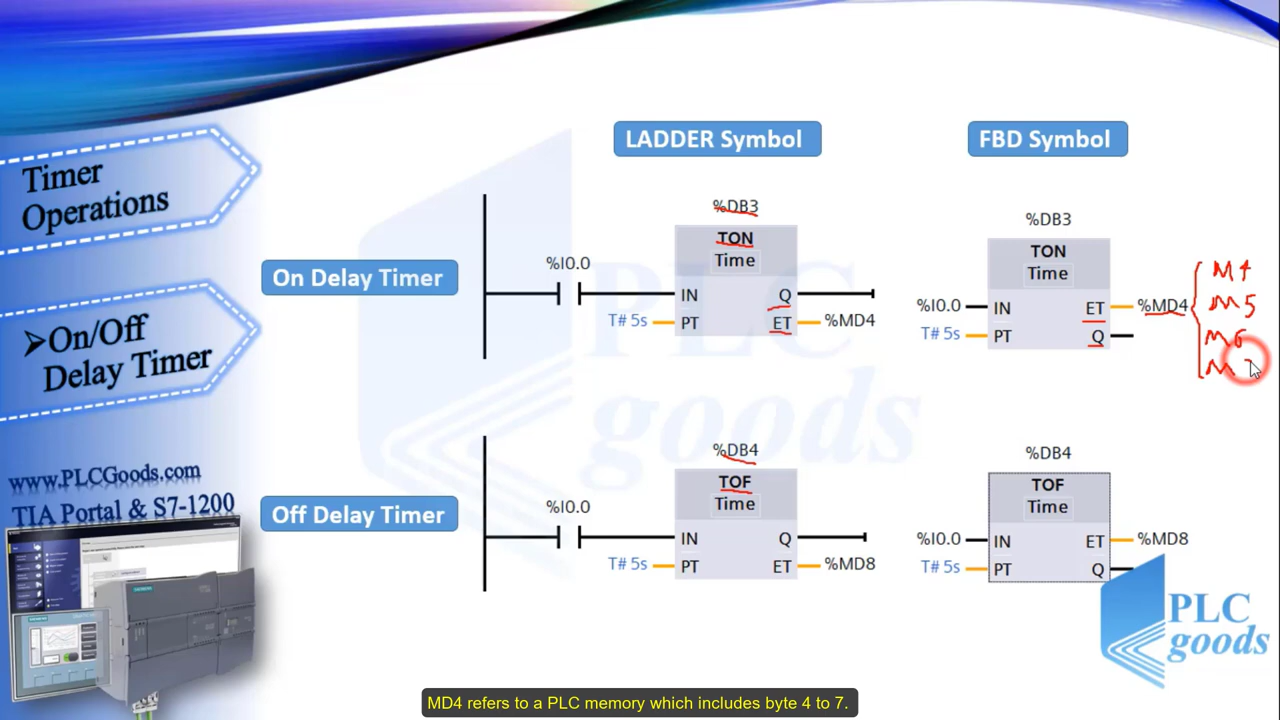 LADDER Symbol
FBD Symbol
Timer
Operations
On/Off
Delay Timer
www.PLCGoods.com
TIA Portal & S7-1200
On Delay Timer
%DB3
TON
Time
%I0.0
IN
Q
T# 5s
PT
ET
%MD4
%DB3
TON
Time
%I0.0
IN
ET
%MD4
T# 5s
PT
Q
M4
M5
M6
M
Off Delay Timer
%DB4
TOF
Time
%I0.0
IN
Q
T# 5s
PT
ET
%MD8
%DB4
TOF
Time
%I0.0
IN
ET
%MD8
T# 5s
PT
Q
PLC
goods
PLC
goods
SIEMENS
MD4 refers to a PLC memory which includes byte 4 to 7.